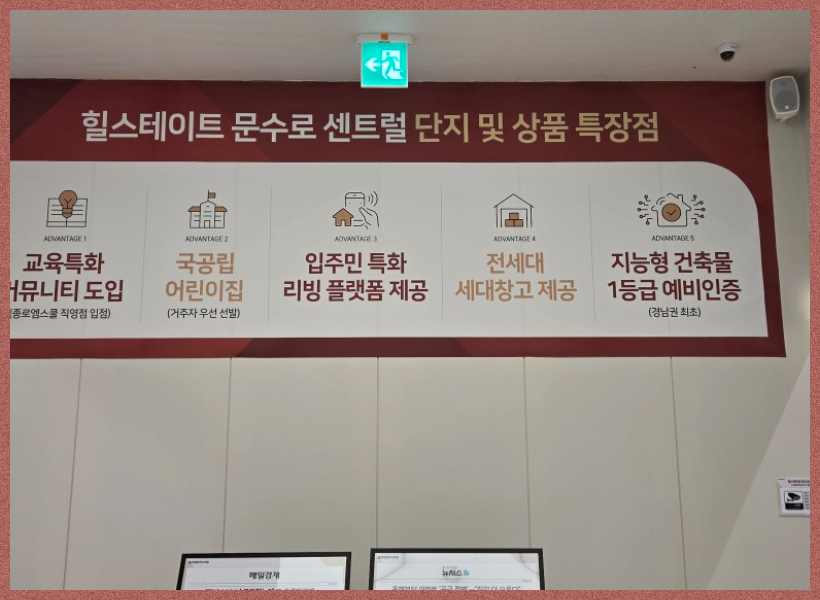 힐스테이트 문수로 센트럴 단지 및 상품 특장점
ADVANTAGE 1
교육특화
커뮤니티 도입
(종로엠스쿨 직영점 입점)
ADVANTAGE 2
국공립
어린이집
(거주자 우선 선발)
ADVANTAGE 3
입주민 특화
리빙 플랫폼 제공
ADVANTAGE 4
전세대
세대창고 제공
ADVANTAGE 5
지능형 건축물
1등급 예비인증
(경남권 최초)
매일경제
뉴시스